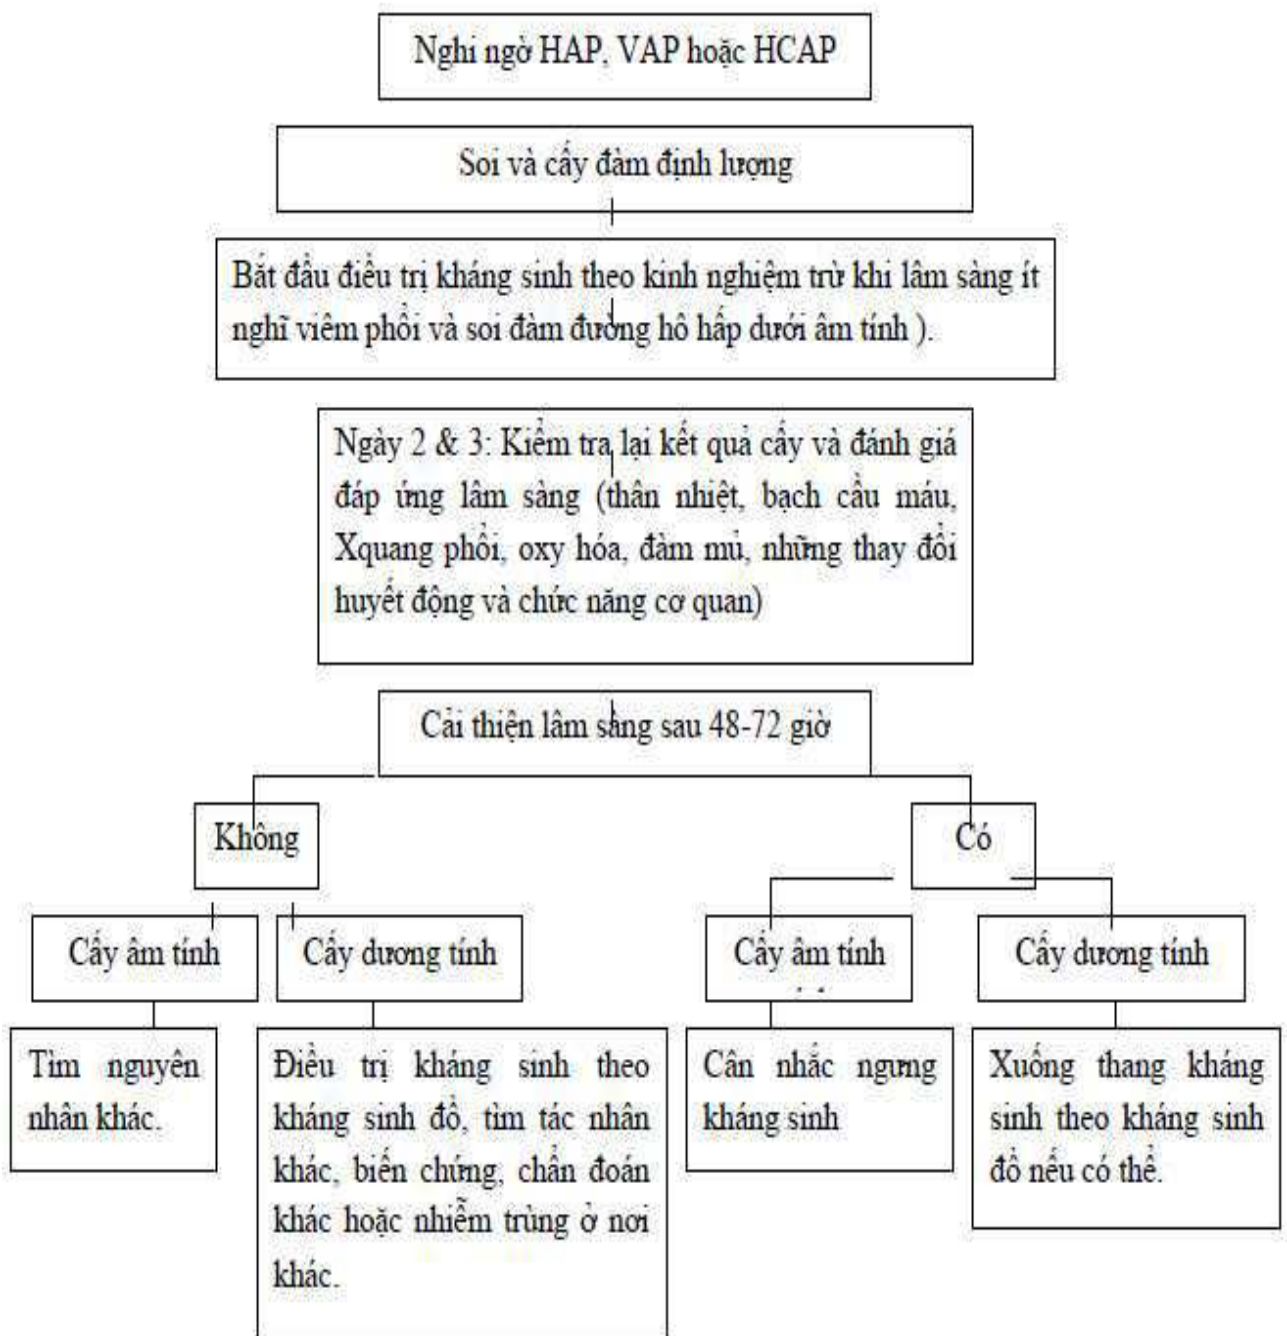 Nghi ngờ HAP, VAP hoặc HCAP
Soi và cấy đàm định lượng
Bắt đầu điều trị kháng sinh theo kinh nghiệm trừ khi lâm sàng ít
nghĩ viêm phổi và soi đàm đường hô hấp dưới âm tính ).
Ngày 2 & 3: Kiểm tra lại kết quả cấy và đánh giá
đáp ứng lâm sàng (thân nhiệt, bạch cầu máu,
Xquang phổi, oxy hóa, đàm mủ, những thay đổi
huyết động và chức năng cơ quan)
Cải thiện lâm sàng sau 48-72 giờ
Không
Có
Cấy âm tính
Cấy dương tính
Cấy âm tính
Cấy dương tính
Tìm nguyên
nhân khác.
Điều trị kháng sinh theo
kháng sinh đồ, tìm tác nhân
khác, biến chứng, chẩn đoán
khác hoặc nhiễm trùng ở nơi
khác.
Cân nhắc ngưng
kháng sinh
Xuống thang kháng
sinh theo kháng sinh
đồ nếu có thể.